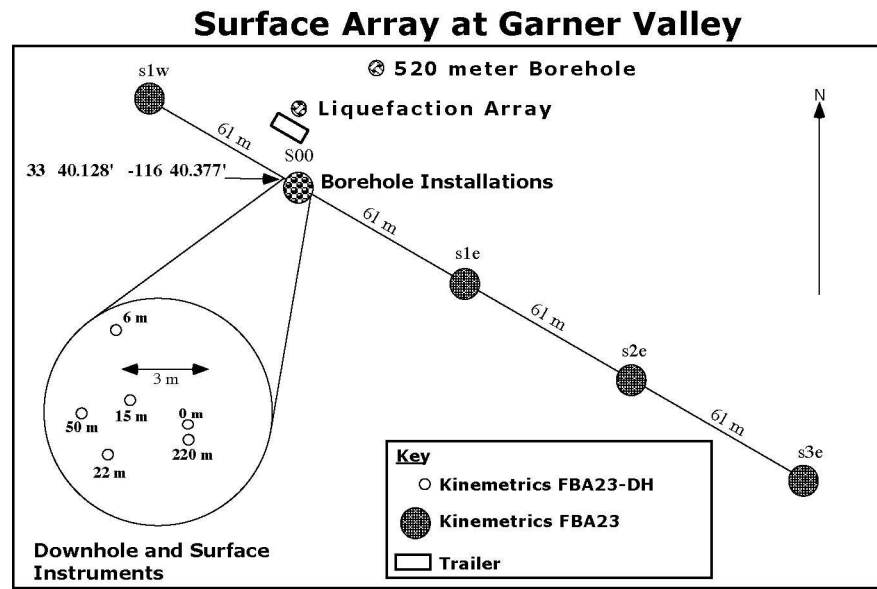 Surface Array at Garner Valley
s1w
520 meter Borehole
N
Liquefaction Array
61 m
S00
33 40.128' -116 40.377'
Borehole Installations
61 m
s1e
61 m
6 m
s2e
3 m
61 m
15 m
0 m
50 m
220 m
22 m
s3e
Key
Kinemetrics FBA23-DH
Kinemetrics FBA23
Trailer
Downhole and Surface
Instruments